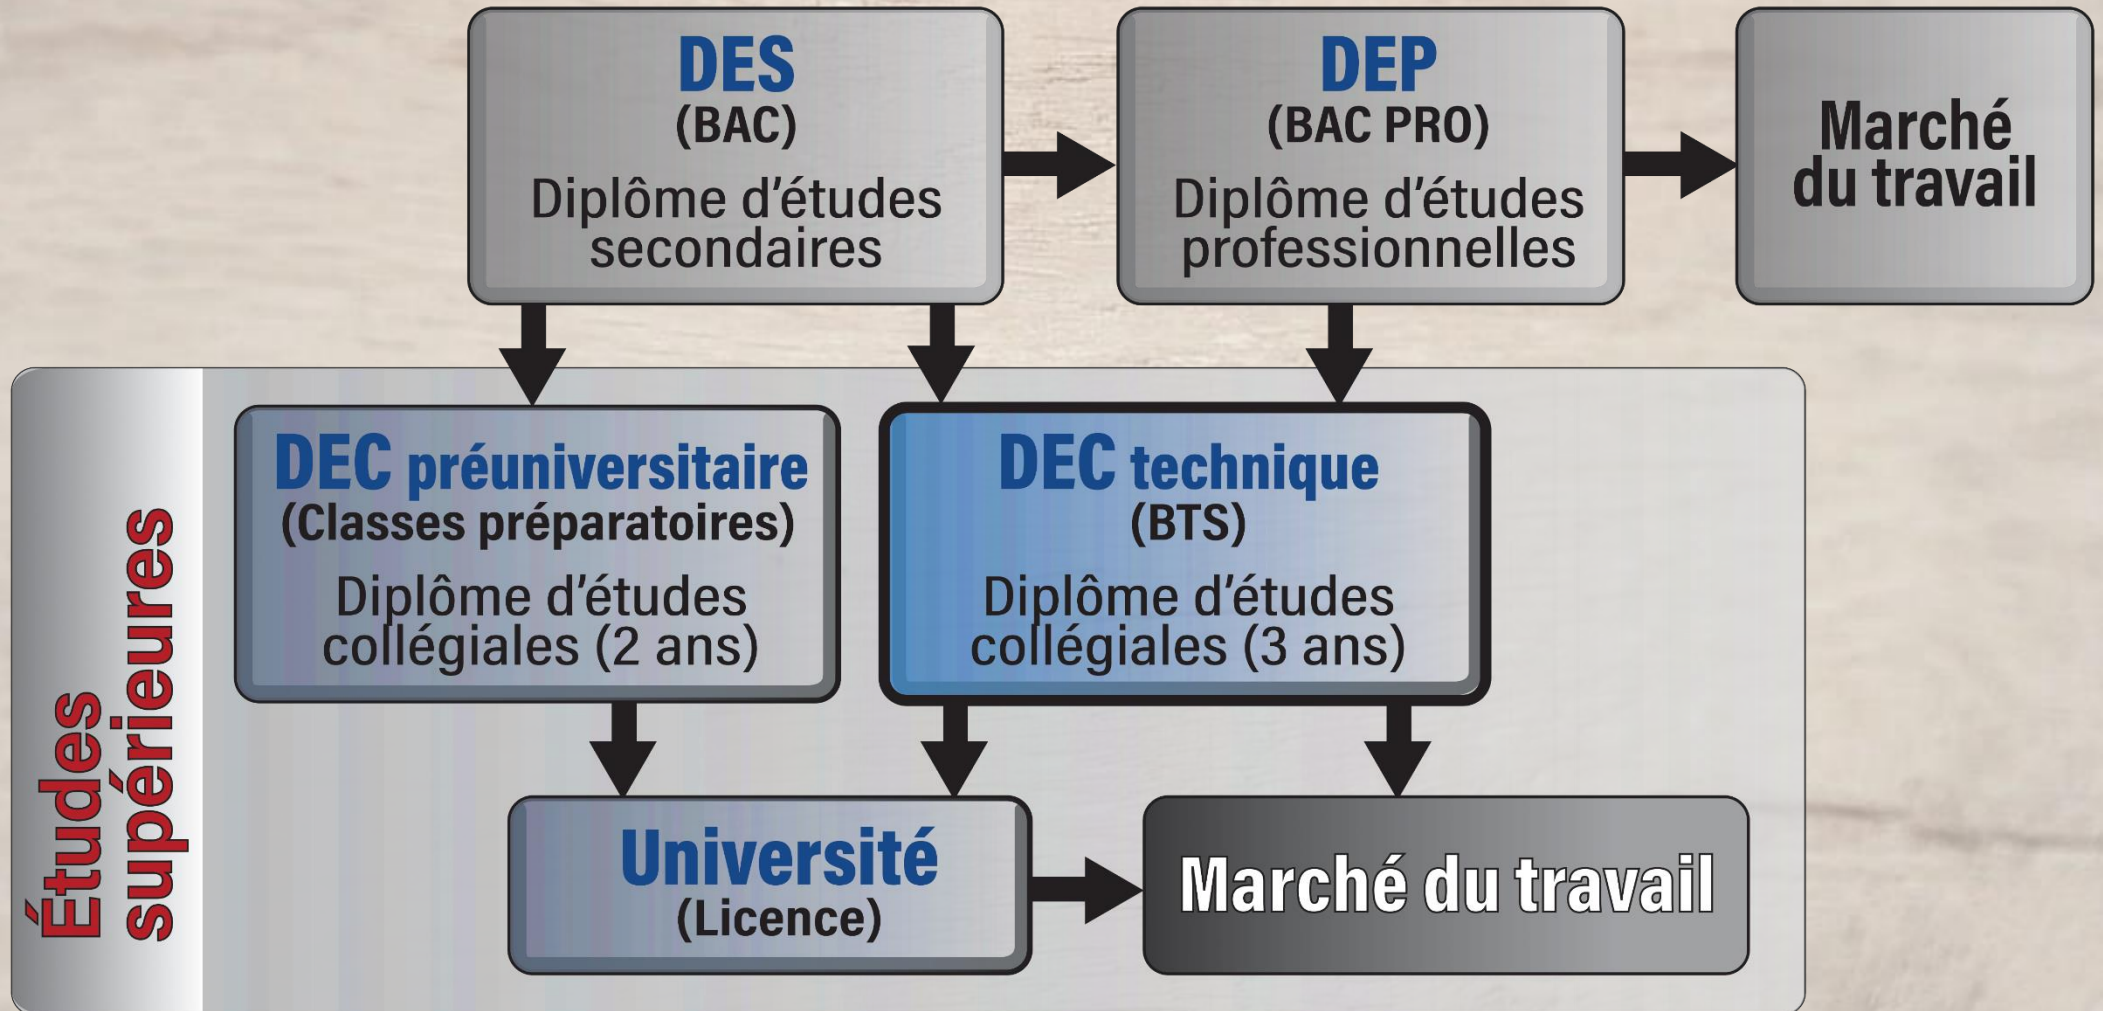 DES
(BAC)
Diplôme d'études
secondaires
DEP
(BAC PRO)
Diplôme d'études
professionnelles
Marché
du travail
Études
supérieures
DEC préuniversitaire
(Classes préparatoires)
Diplôme d'études
collégiales (2 ans)
DEC technique
(BTS)
Diplôme d'études
collégiales (3 ans)
Université
(Licence)
Marché du travail